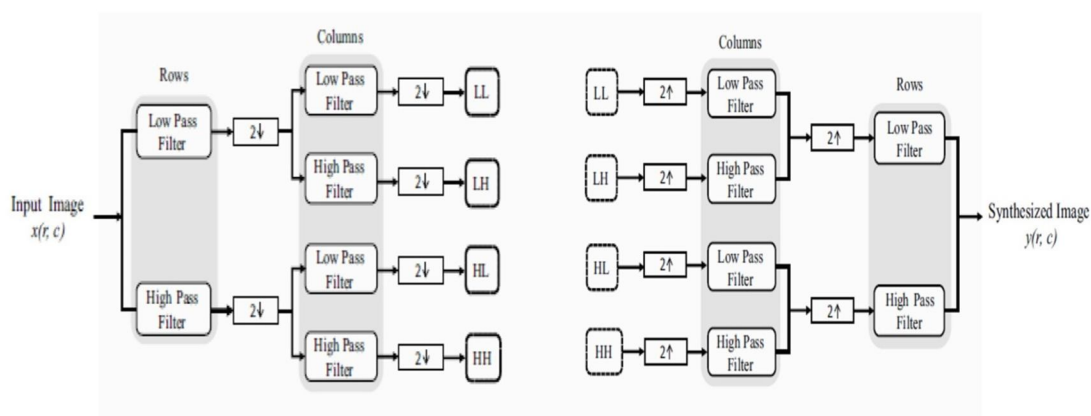 Columns
Rows
Low Pass
Filter
2↓
LL
Low Pass
Filter
2↓
High Pass
Filter
2↓
LH
Input Image
x(r, c)
Low Pass
Filter
2↓
HL
High Pass
Filter
2↓
High Pass
Filter
2↓
HH
Columns
Rows
LL
2↑
Low Pass
Filter
2↑
Low Pass
Filter
LH
2↑
High Pass
Filter
Synthesized Image
y(r, c)
HL
2↑
Low Pass
Filter
2↑
High Pass
Filter
HH
2↑
High Pass
Filter